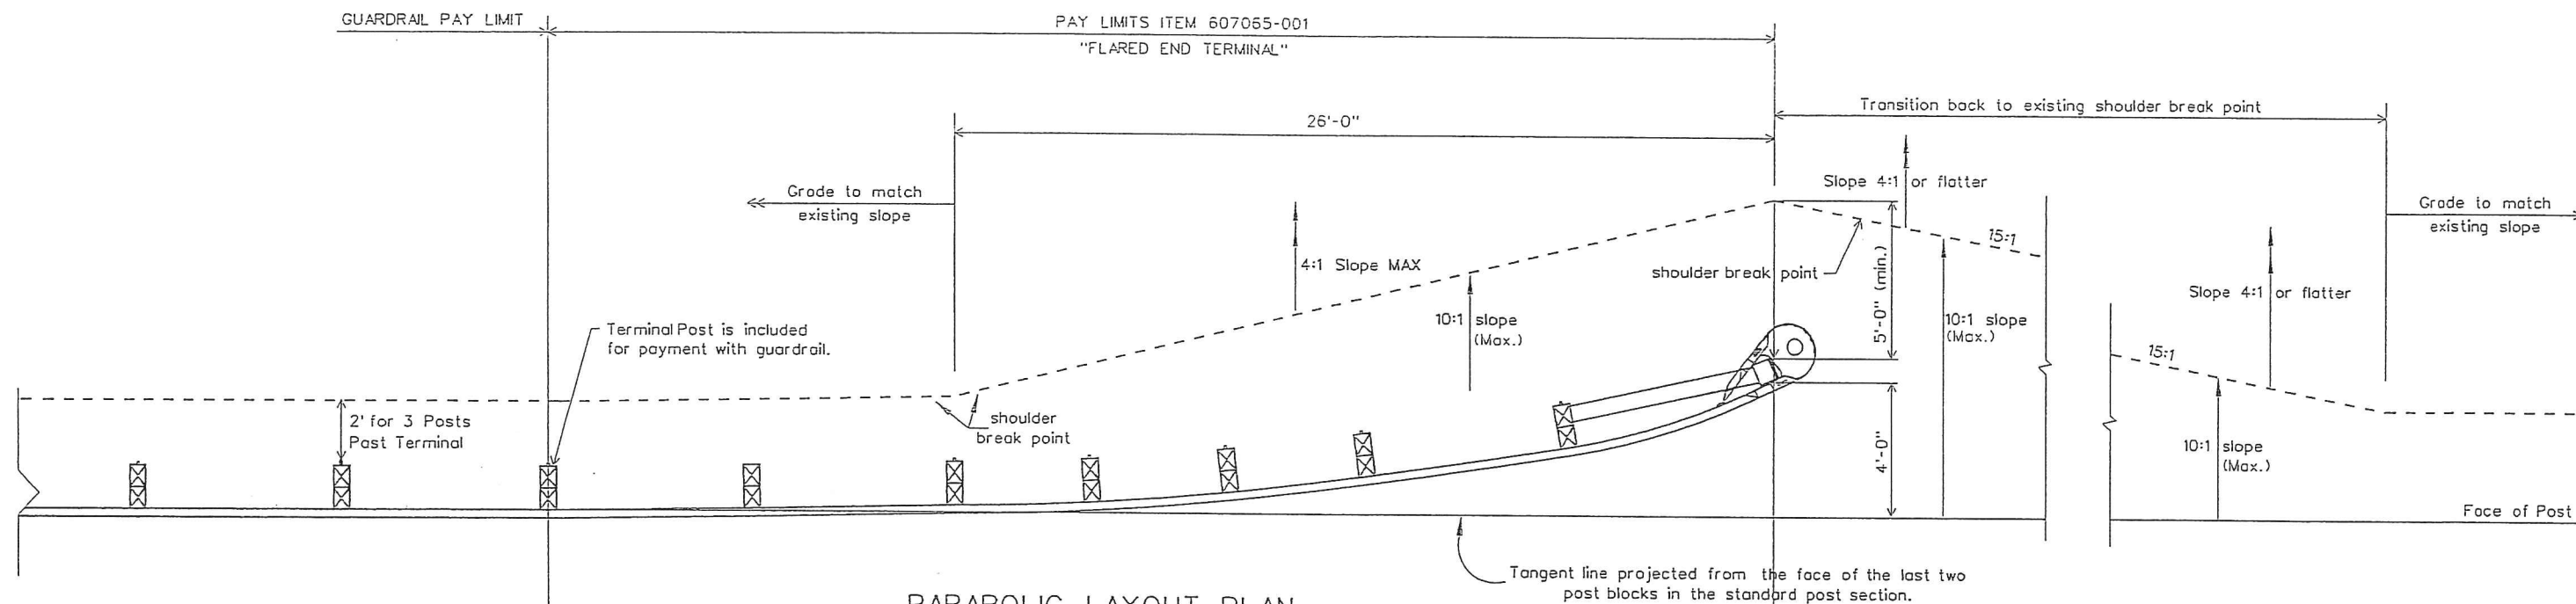 GUARDRAIL PAY LIMIT
PAY LIMITS ITEM 607065-001
"FLARED END TERMINAL"
Transition back to existing shoulder break point
26'-0"
Grade to match
existing slope
Slope 4:1 or flatter
Grade to match
existing slope
15:1
4:1 Slope MAX
shoulder break point
5'-0" (min.)
Slope 4:1 or flatter
10:1 slope
(Max.)
10:1 slope
(Max.)
Terminal Post is included
for payment with guardrail.
15:1
2' for 3 Posts
Past Terminal
shoulder
break point
4'-0"
10:1 slope
(Max.)
Face of Post
Tangent line projected from the face of the last two
post blocks in the standard post section.
PARABOLIC LAYOUT PLAN